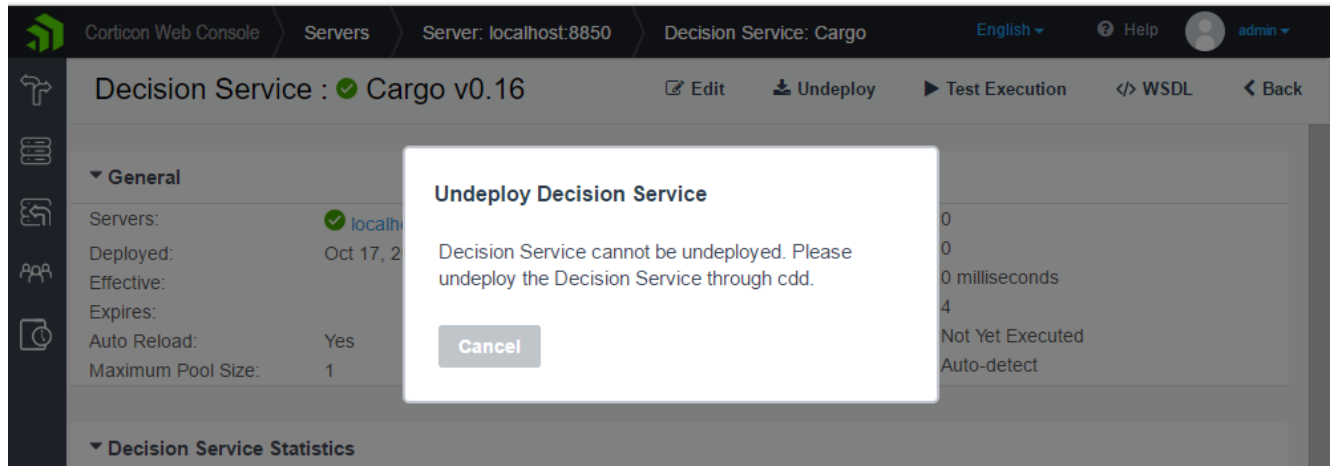 Corticon Web Console Servers Server: localhost:8850 Decision Service: Cargo English Help admin
Decision Service : Cargo v0.16 Edit Undeploy Test Execution </> WSDL Back
General
Undeploy Decision Service
Servers: 0
Deployed: Oct 17, 2 Decision Service cannot be undeployed. Please 0
Effective: undeploy the Decision Service through cdd. 0 milliseconds
Expires: 4
Auto Reload: Yes Cancel Not Yet Executed
Maximum Pool Size: 1 Auto-detect
Decision Service Statistics